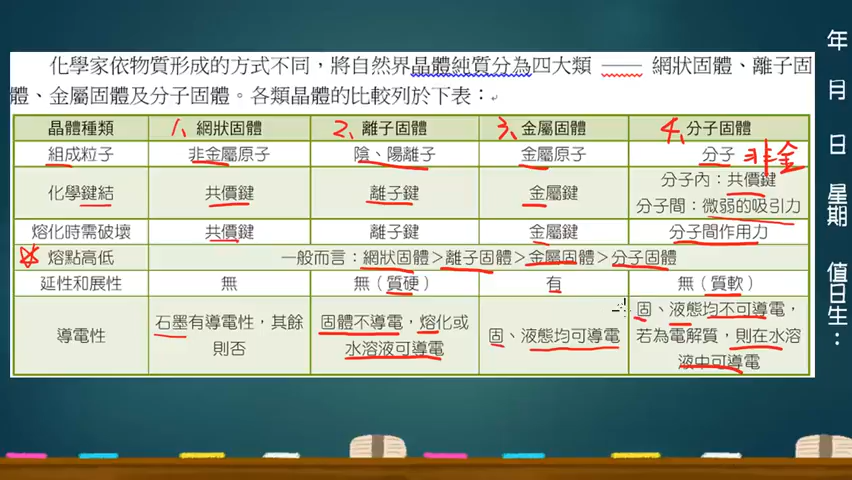 化學家依物質形成的方式不同，將自然界晶體純質分為四大類 —— 網狀固體、離子固
體、金屬固體及分子固體。各類晶體的比較列於下表：
晶體種類 1、網狀固體 2、離子固體 3、金屬固體 4、分子固體
組成粒子 非金屬原子 陰、陽離子 金屬原子 分子 非金
化學鍵結 共價鍵 離子鍵 金屬鍵 分子內：共價鍵
分子間：微弱的吸引力
熔化時需破壞 共價鍵 離子鍵 金屬鍵 分子間作用力
熔點高低 一般而言：網狀固體＞離子固體＞金屬固體＞分子固體
延性和展性 無 無（質硬） 有 無（質軟）
導電性 石墨有導電性，其餘
則否 固體不導電，熔化或
水溶液可導電 固、液態均可導電 固、液態均不可導電，
若為電解質，則在水溶
液中可導電
年 月 日 星期 值日生：